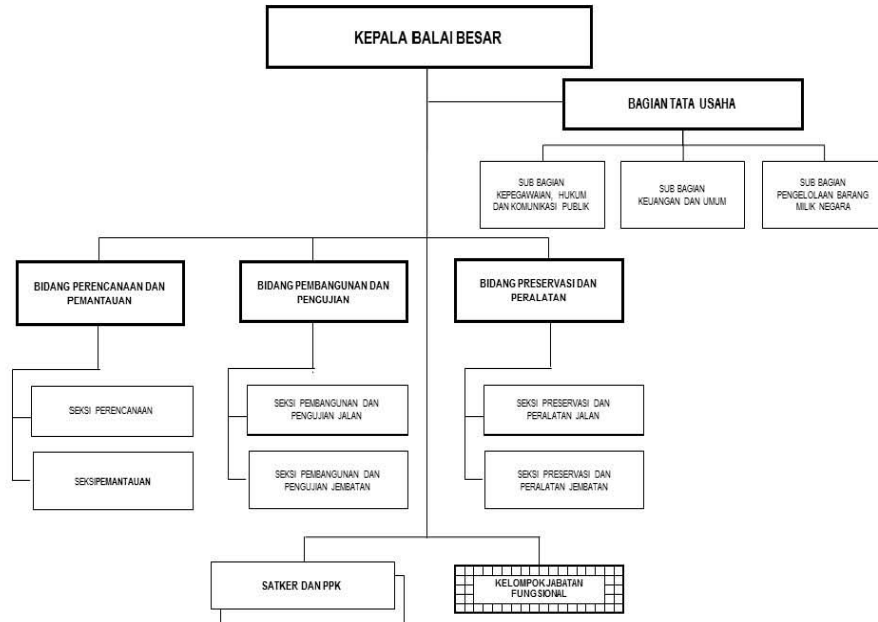 KEPALA BALAI BESAR
BAGIAN TATA USAHA
SUB BAGIAN
KEPEGAWAIAN, HUKUM
DAN KOMUNIKASI PUBLIK
SUB BAGIAN
KEUANGAN DAN UMUM
SUB BAGIAN
PENGELOLAAN BARANG
MILIK NEGARA
BIDANG PERENCANAAN DAN
PEMANTAUAN
BIDANG PEMBANGUNAN DAN
PENGUJIAN
BIDANG PRESERVASI DAN
PERALATAN
SEKSI PERENCANAAN
SEKSI PEMBANGUNAN DAN
PENGUJIAN JALAN
SEKSI PRESERVASI DAN
PERALATAN JALAN
SEKSIPEMANTAUAN
SEKSI PEMBANGUNAN DAN
PENGUJIAN JEMBATAN
SEKSI PRESERVASI DAN
PERALATAN JEMBATAN
SATKER DAN PPK
KELOMPOK JABATAN
FUNGSIONAL